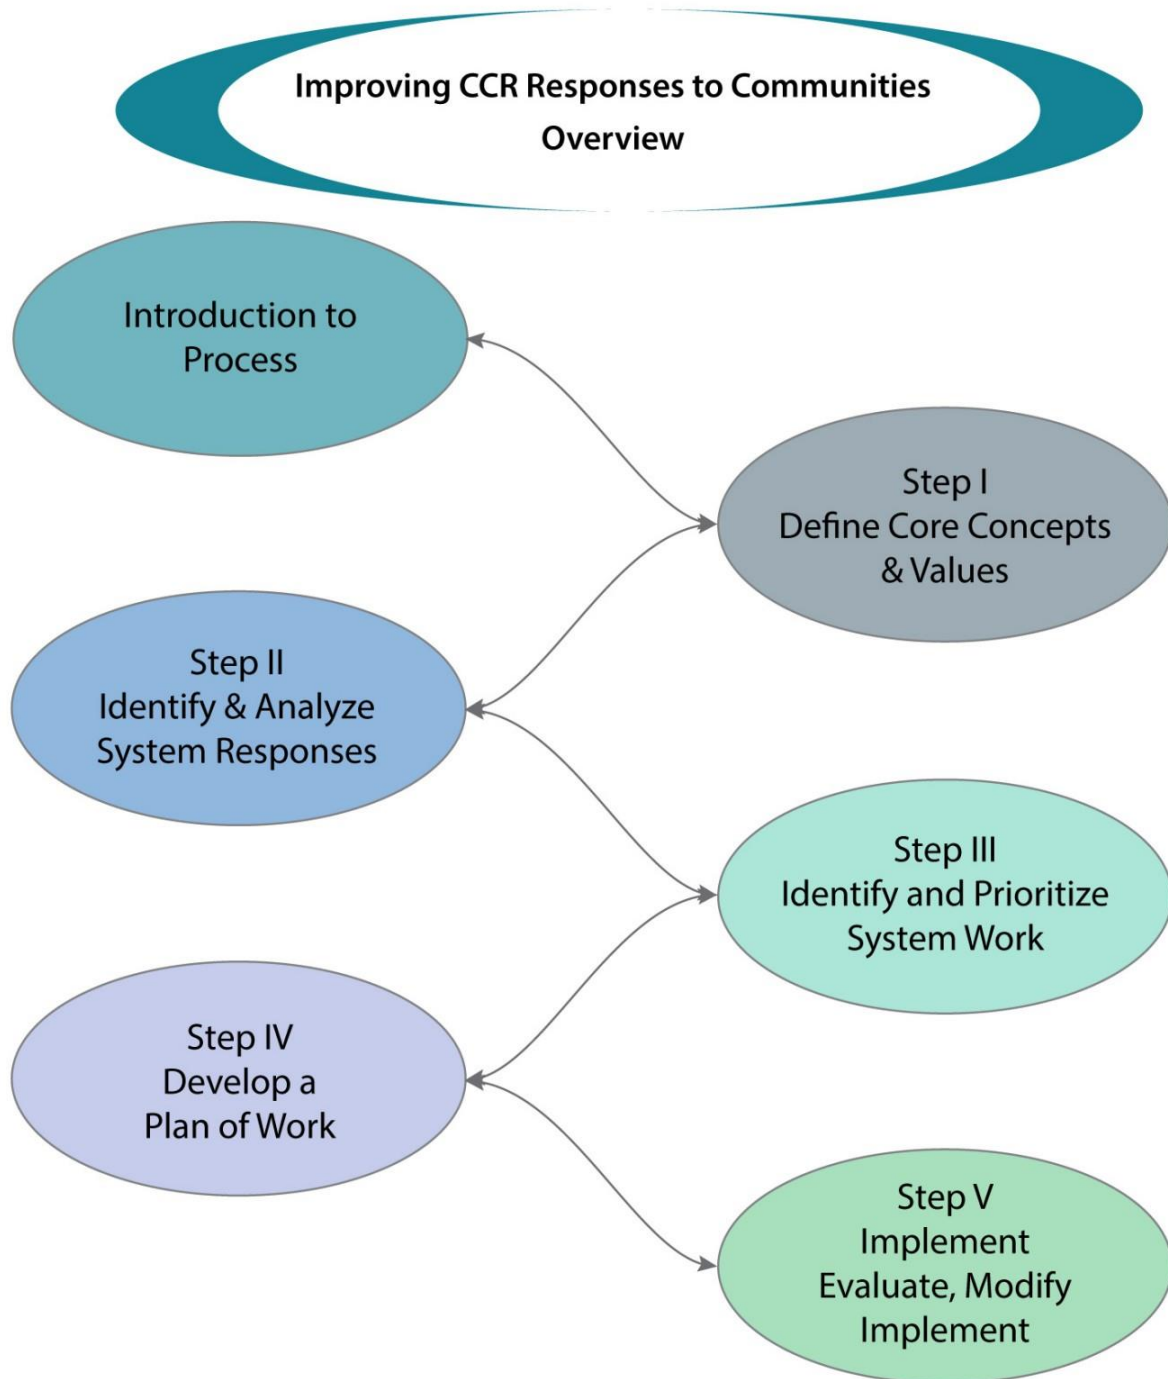 Improving CCR Responses to Communities
Overview
Introduction to
Process
Step I
Define Core Concepts
& Values
Step II
Identify & Analyze
System Responses
Step III
Identify and Prioritize
System Work
Step IV
Develop a
Plan of Work
Step V
Implement
Evaluate, Modify
Implement